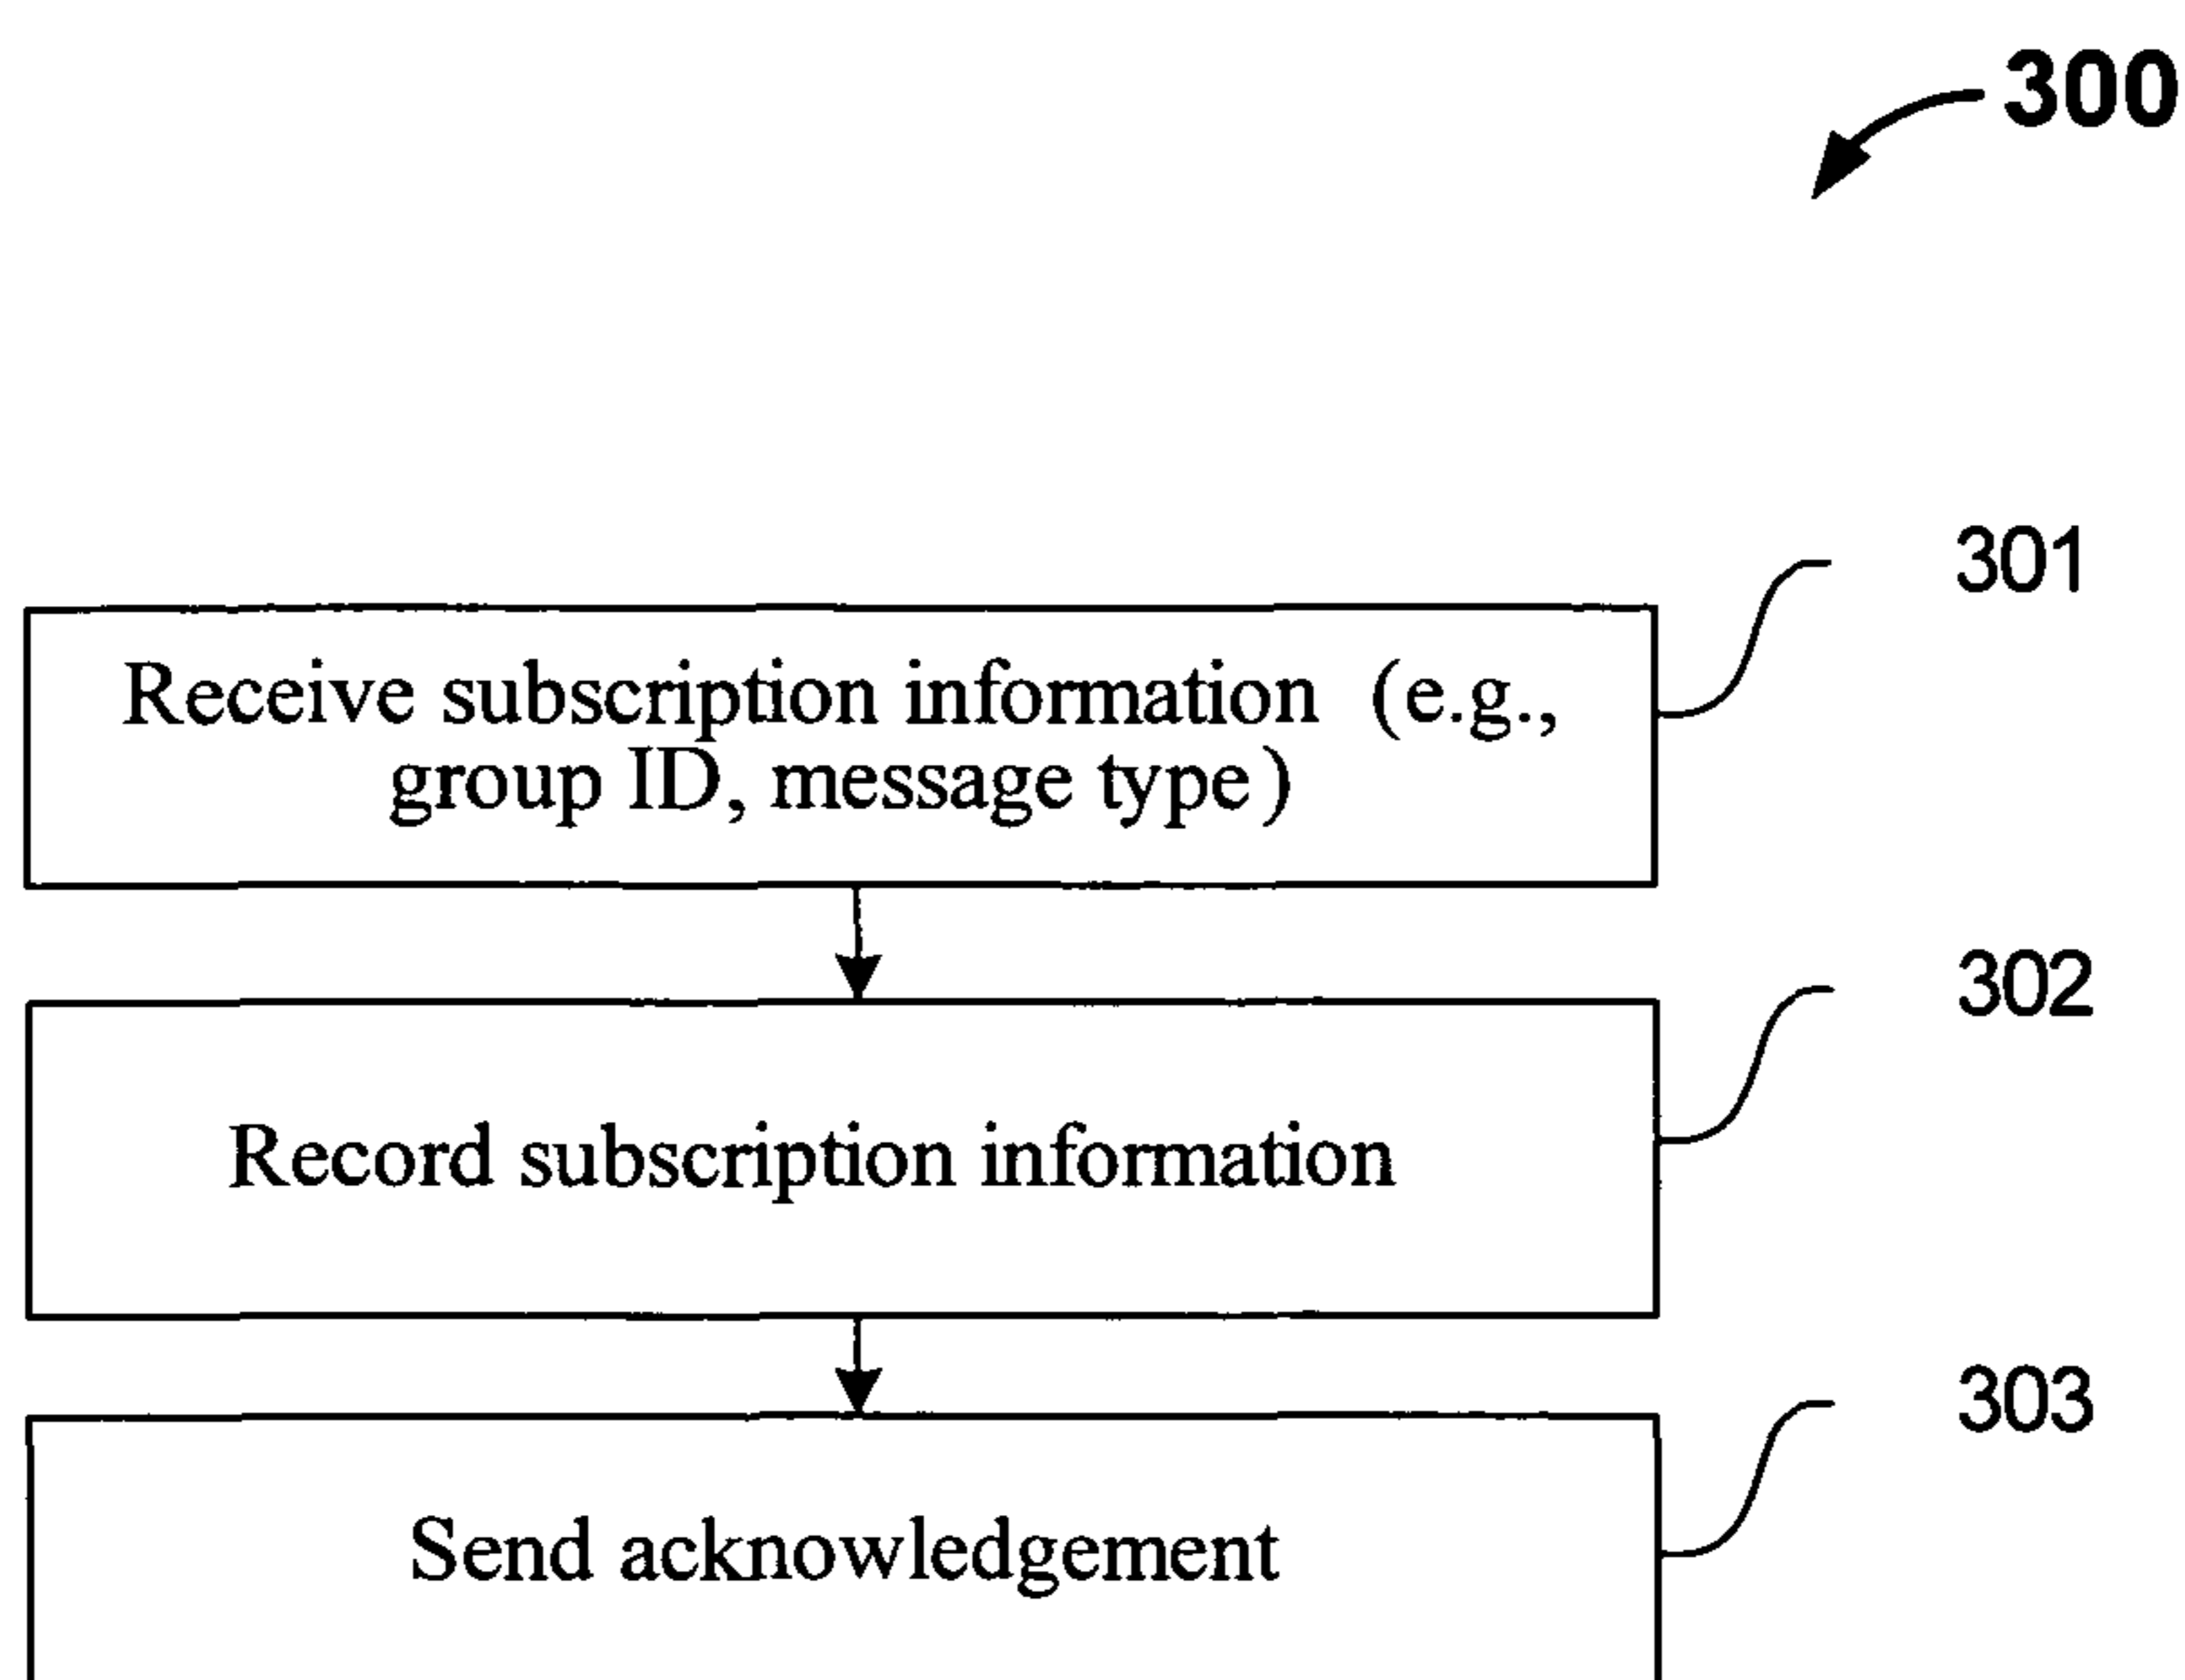 300
301
Receive subscription information (e.g.,
group ID, message type)
302
Record subscription information
303
Send acknowledgement